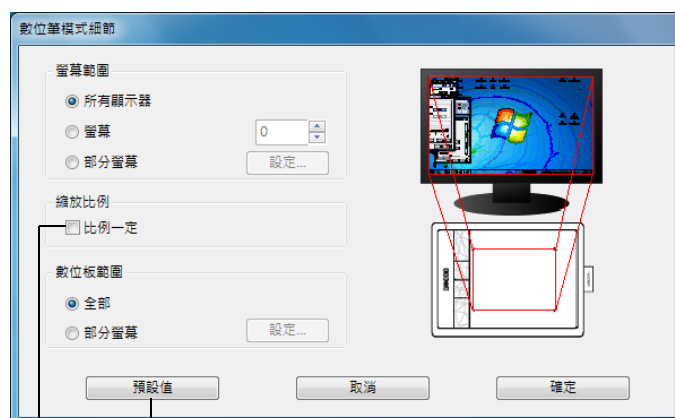 數位筆模式細節
螢幕範圍
所有顯示器
螢幕
0
部分螢幕
設定...
縮放比例
比例一定
數位板範圍
全部
部分螢幕
設定...
預設值
取消
確定